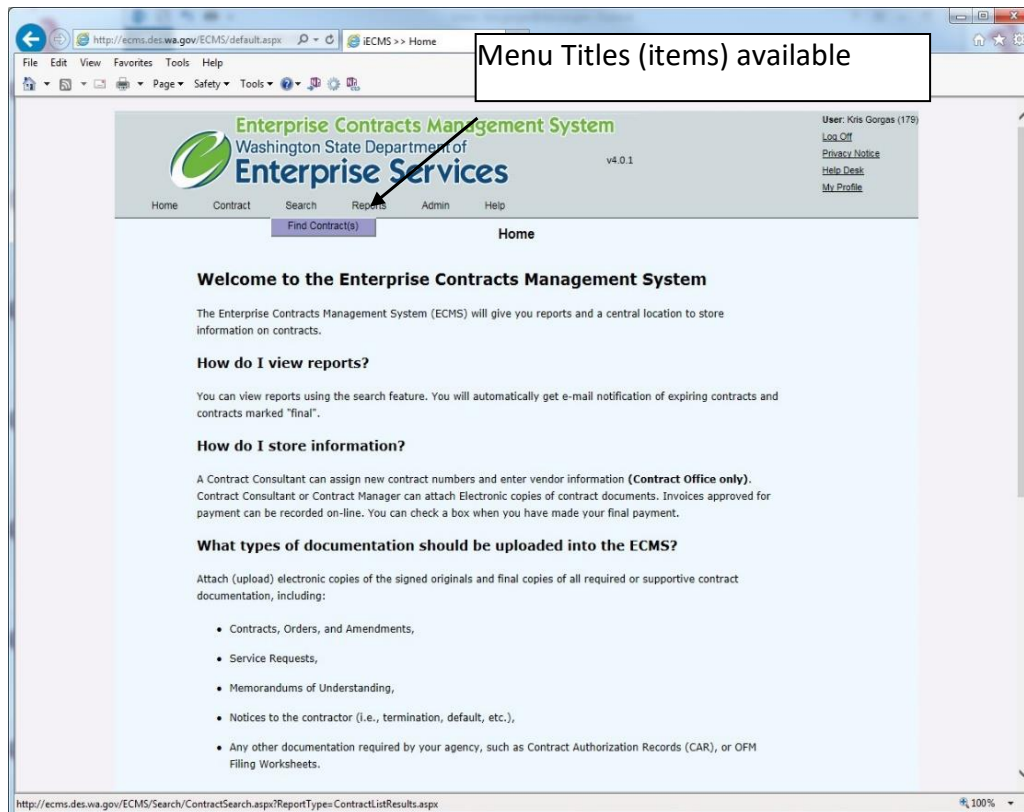 http://ecms.des.wa.gov/ECMS/default.aspx
iECMS >> Home
File Edit View Favorites Tools Help
Page Safety Tools
Menu Titles (items) available
Enterprise Contracts Management System
Washington State Department of
Enterprise Services
v4.0.1
User: Kris Gorgas (179)
Log Off
Privacy Notice
Help Desk
My Profile
Home Contract Search Reports Admin Help
Find Contract(s)
Home
Welcome to the Enterprise Contracts Management System
The Enterprise Contracts Management System (ECMS) will give you reports and a central location to store
information on contracts.
How do I view reports?
You can view reports using the search feature. You will automatically get e-mail notification of expiring contracts and
contracts marked "final".
How do I store information?
A Contract Consultant can assign new contract numbers and enter vendor information (Contract Office only).
Contract Consultant or Contract Manager can attach Electronic copies of contract documents. Invoices approved for
payment can be recorded on-line. You can check a box when you have made your final payment.
What types of documentation should be uploaded into the ECMS?
Attach (upload) electronic copies of the signed originals and final copies of all required or supportive contract
documentation, including:
• Contracts, Orders, and Amendments,
• Service Requests,
• Memorandums of Understanding,
• Notices to the contractor (i.e., termination, default, etc.),
• Any other documentation required by your agency, such as Contract Authorization Records (CAR), or OFM
Filing Worksheets.
http://ecms.des.wa.gov/ECMS/Search/ContractSearch.aspx?ReportType=ContractListResults.aspx
100%